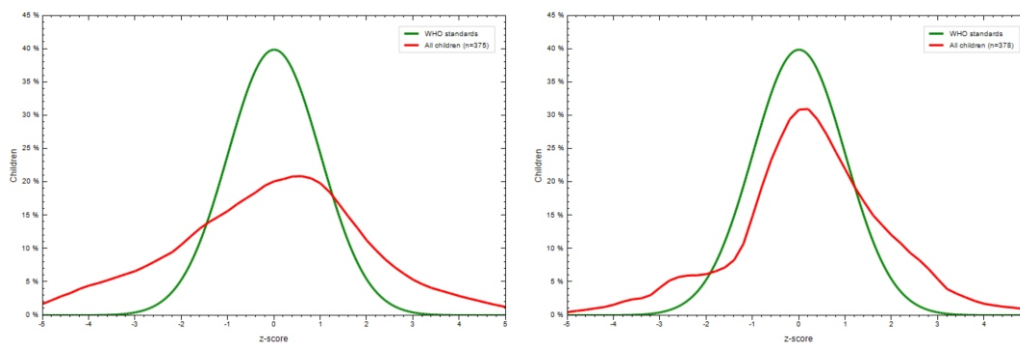 45 %
40 %
35 %
30 %
25 %
20 %
15 %
10 %
5 %
0 %
Children
WHO standards
All children (n=375)
-5 -4 -3 -2 -1 0 1 2 3 4 5
z-score
45 %
40 %
35 %
30 %
25 %
20 %
15 %
10 %
5 %
0 %
Children
WHO standards
All children (n=378)
-5 -4 -3 -2 -1 0 1 2 3 4
z-score